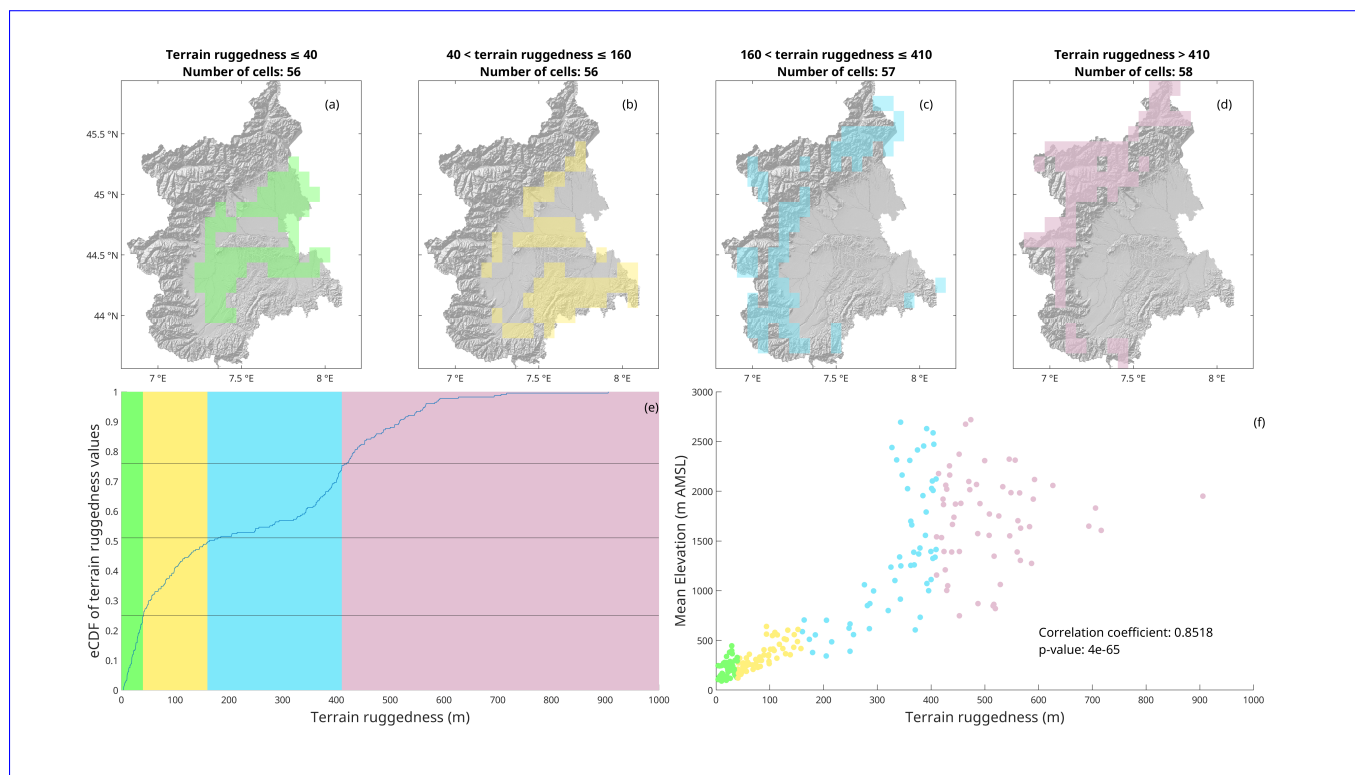 Terrain ruggedness ≤ 40
Number of cells: 56
40 < terrain ruggedness ≤ 160
Number of cells: 56
160 < terrain ruggedness ≤ 410
Number of cells: 57
Terrain ruggedness > 410
Number of cells: 58
(a)
(b)
(c)
(d)
45.5 °N
45 °N
44.5 °N
44 °N
7 °E
7.5 °E
8 °E
7 °E
7.5 °E
8 °E
7 °E
7.5 °E
8 °E
7 °E
7.5 °E
8 °E
(e)
eCDF of terrain ruggedness values
1
0.9
0.8
0.7
0.6
0.5
0.4
0.3
0.2
0.1
0
0 100 200 300 400 500 600 700 800 900 1000
Terrain ruggedness (m)
(f)
Mean Elevation (m AMSL)
3000
2500
2000
1500
1000
500
0
Correlation coefficient: 0.8518
p-value: 4e-65
0 100 200 300 400 500 600 700 800 900 1000
Terrain ruggedness (m)